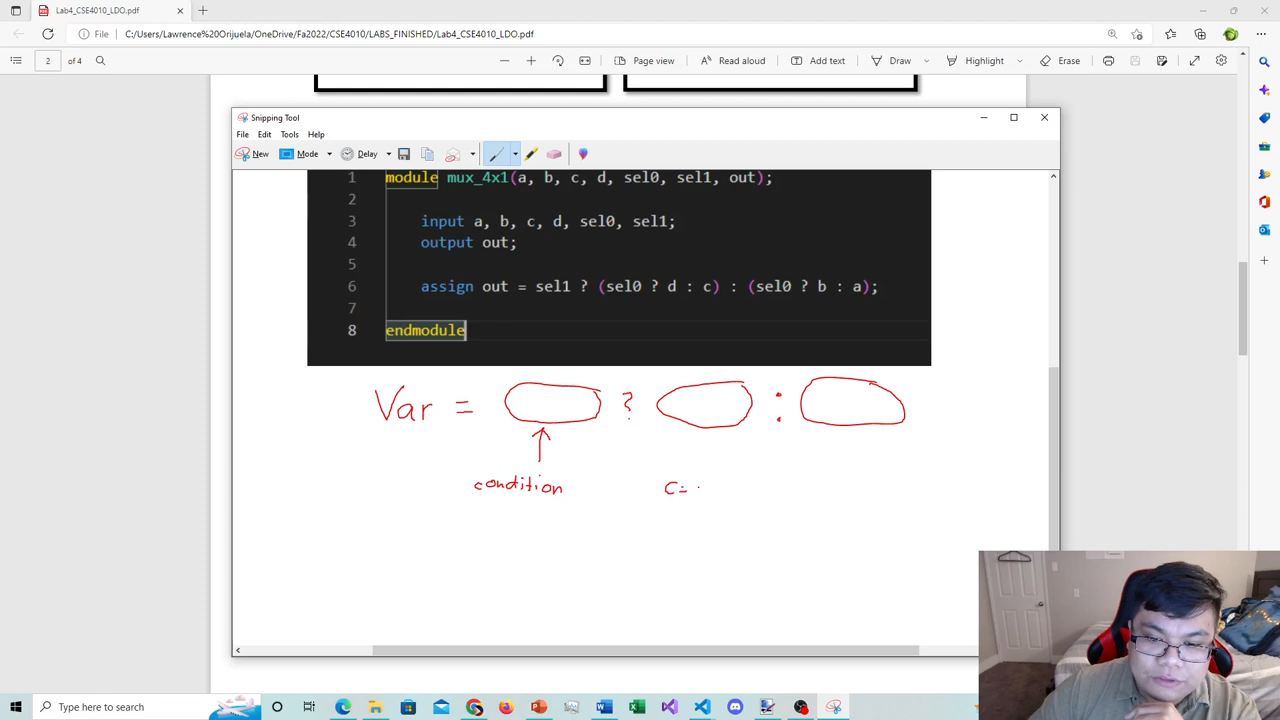 Lab4_CSE4010_LDO.pdf
File C:/Users/Lawrence%20Orijuela/OneDrive/Fa2022/CSE4010/LABS_FINISHED/Lab4_CSE4010_LDO.pdf
2 of 4 Page view Read aloud Add text Draw Highlight Erase
Snipping Tool
File Edit Tools Help
New Mode Delay
1 module mux_4x1(a, b, c, d, sel0, sel1, out);
2
3 input a, b, c, d, sel0, sel1;
4 output out;
5
6 assign out = sel1 ? (sel0 ? d : c) : (sel0 ? b : a);
7
8 endmodule
Var = ? :
condition c=
Type here to search